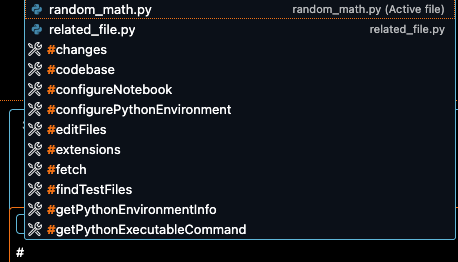 random_math.py random_math.py (Active file)
related_file.py related_file.py
#changes
#codebase
#configureNotebook
#configurePythonEnvironment
#editFiles
#extensions
#fetch
#findTestFiles
#getPythonEnvironmentInfo
#getPythonExecutableCommand
#